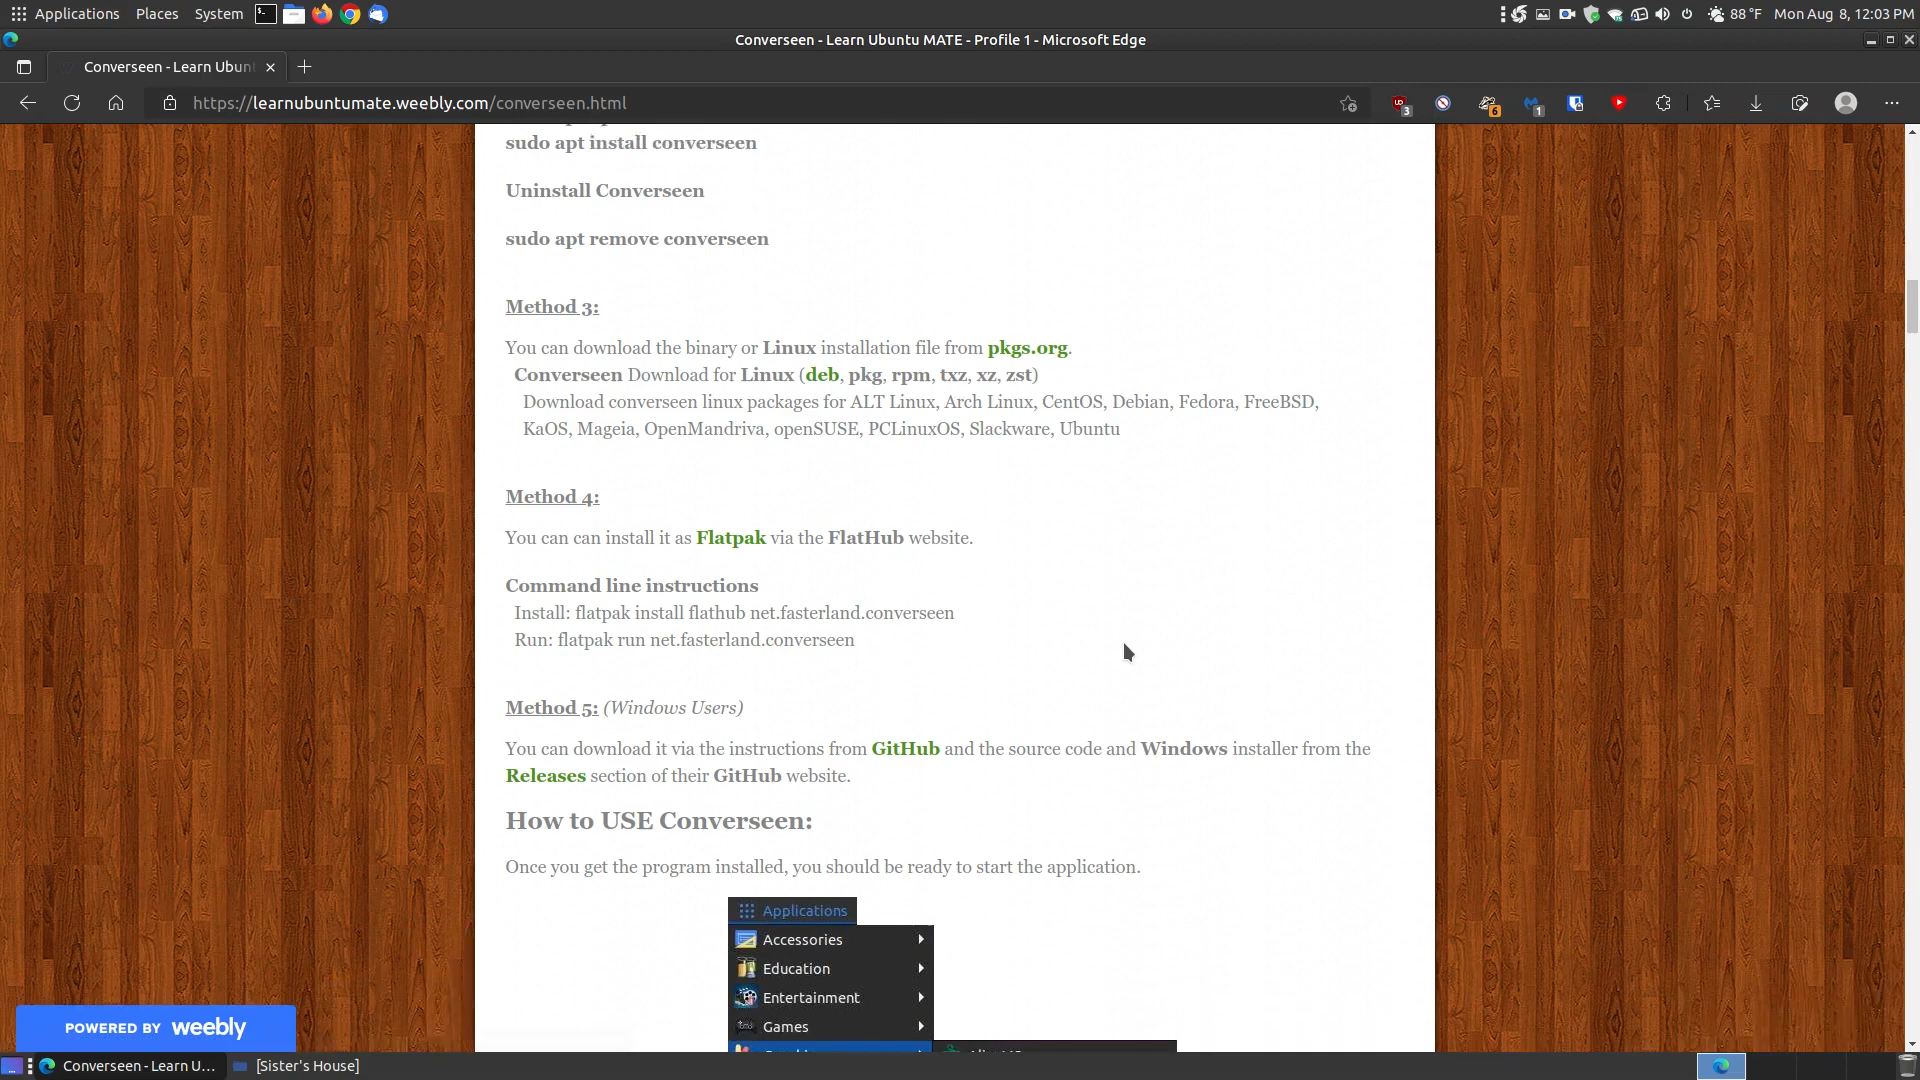 Applications Places System 88 °F Mon Aug 8, 12:03 PM
Converseen - Learn Ubuntu MATE - Profile 1 - Microsoft Edge
Converseen - Learn Ubun
https://learnubuntumate.weebly.com/converseen.html
3 6 1
sudo apt install converseen
Uninstall Converseen
sudo apt remove converseen
Method 3:
You can download the binary or Linux installation file from pkgs.org.
Converseen Download for Linux (deb, pkg, rpm, txz, xz, zst)
Download converseen linux packages for ALT Linux, Arch Linux, CentOS, Debian, Fedora, FreeBSD,
KaOS, Mageia, OpenMandriva, openSUSE, PCLinuxOS, Slackware, Ubuntu
Method 4:
You can can install it as Flatpak via the FlatHub website.
Command line instructions
Install: flatpak install flathub net.fasterland.converseen
Run: flatpak run net.fasterland.converseen
Method 5: (Windows Users)
You can download it via the instructions from GitHub and the source code and Windows installer from the
Releases section of their GitHub website.
How to USE Converseen:
Once you get the program installed, you should be ready to start the application.
Applications
Accessories
Education
Entertainment
Games
POWERED BY weebly
Converseen - Learn U... [Sister's House]